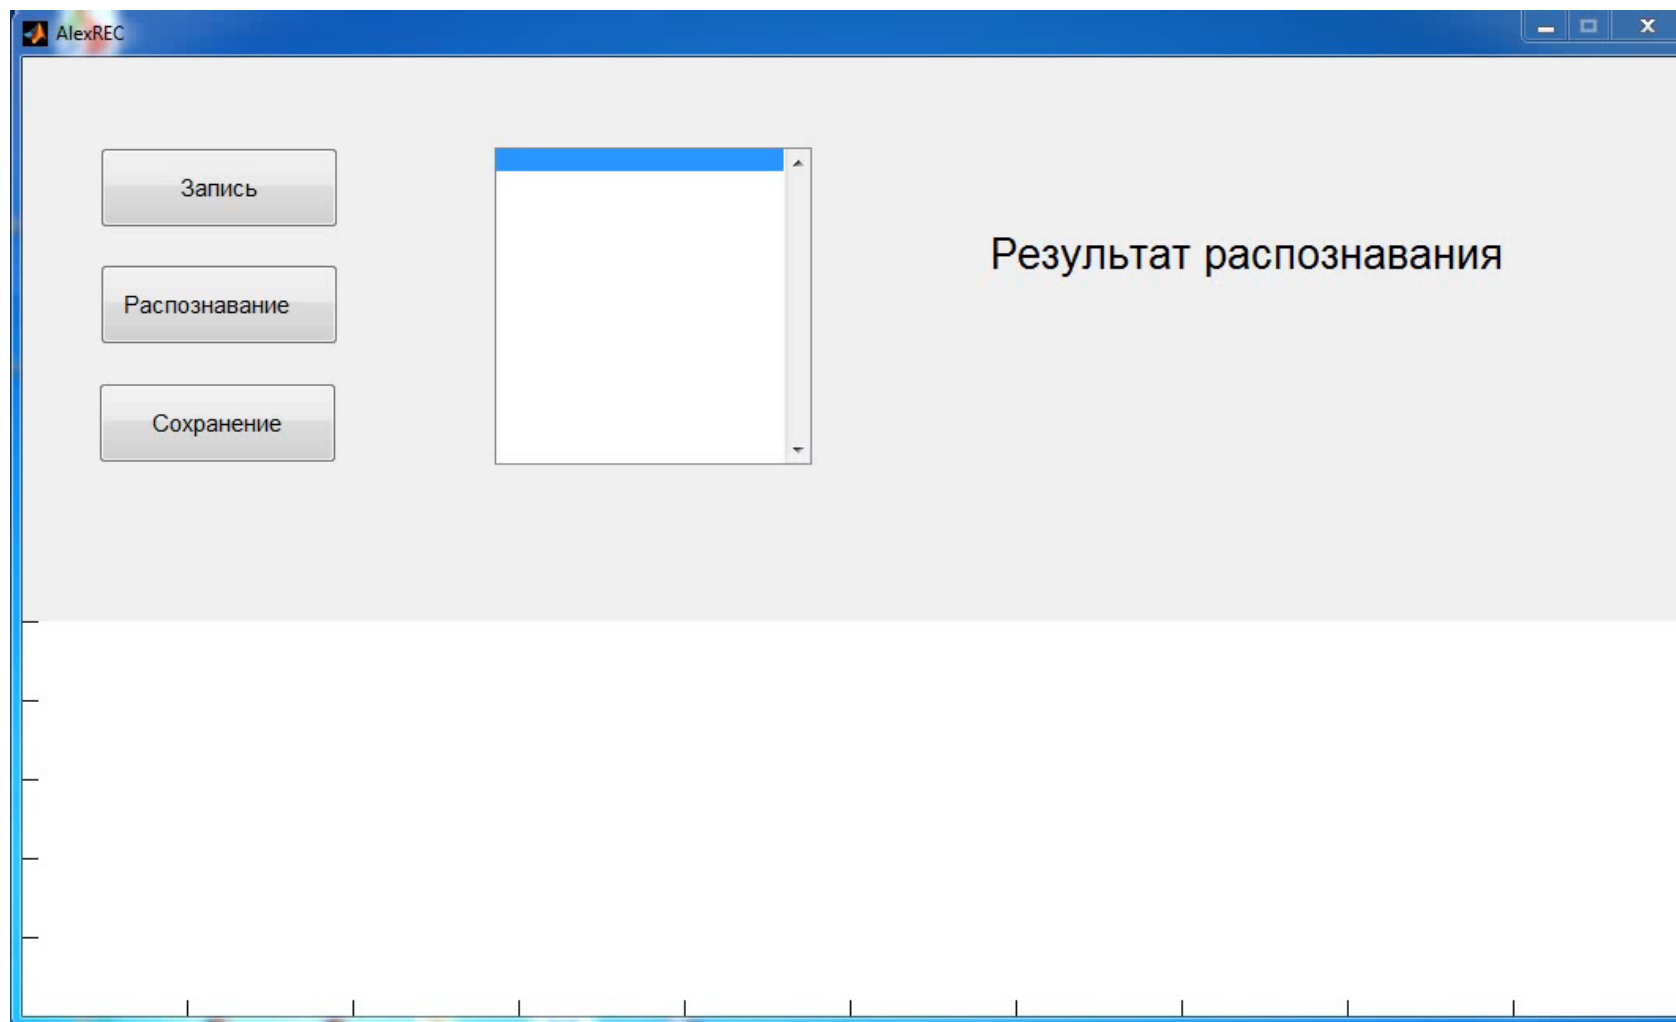 AlexREC
Запись
Распознавание
Сохранение
Результат распознавания